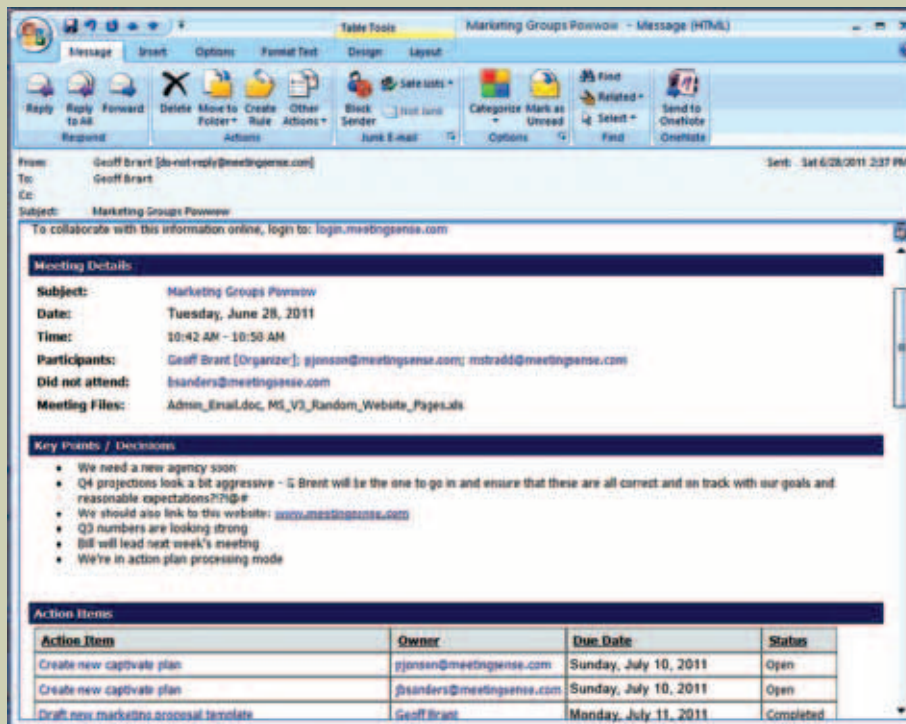 Table Tools Marketing Groups Powwow - Message (HTML)
Message Insert Options Format Text Design Layout
Reply Reply to All Forward Delete Move to Folder Create Rule Other Actions Block Sender Safe Lists Not Junk Categorize Mark as Unread Find Related Select Send to OneNote
Respond Actions Junk E-mail Options Find OneNote
From: Geoff Brant [do-not-reply@meetingsense.com] Sent: Sat 6/28/2011 2:37 PM
To: Geoff Brant
Cc:
Subject: Marketing Groups Powwow
To collaborate with this information online, login to: login.meetingsense.com
Meeting Details
Subject: Marketing Groups Powwow
Date: Tuesday, June 28, 2011
Time: 10:42 AM - 10:50 AM
Participants: Geoff Brant [Organizer]; pjonson@meetingsense.com; mstradd@meetingsense.com
Did not attend: bsanders@meetingsense.com
Meeting Files: Admin_Email.doc, MS_V3_Random_Website_Pages.xls
Key Points / Decisions
• We need a new agency soon
• Q4 projections look a bit aggressive - G Brent will be the one to go in and ensure that these are all correct and on track with our goals and
reasonable expectations?!?!@#
• We should also link to this website: www.meetingsense.com
• Q3 numbers are looking strong
• Bill will lead next week's meeting
• We're in action plan processing mode
Action Items
Action Item Owner Due Date Status
Create new captivate plan pjonson@meetingsense.com Sunday, July 10, 2011 Open
Create new captivate plan jbsanders@meetingsense.com Sunday, July 10, 2011 Open
Draft new marketing proposal template Geoff Brant Monday, July 11, 2011 Completed